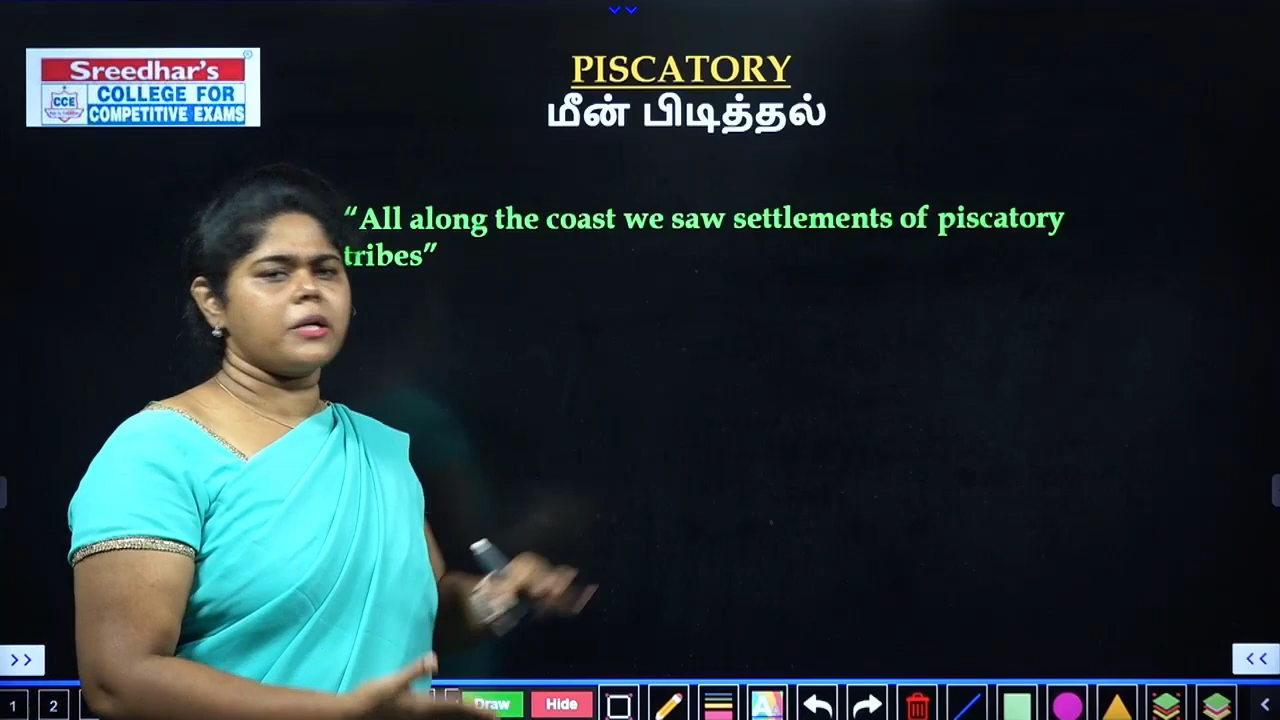 Sreedhar's
CCE
COLLEGE FOR
COMPETITIVE EXAMS
PISCATORY
மீன் பிடித்தல்
“All along the coast we saw settlements of piscatory
tribes”
>>
<<
1
2
Draw
Hide
<